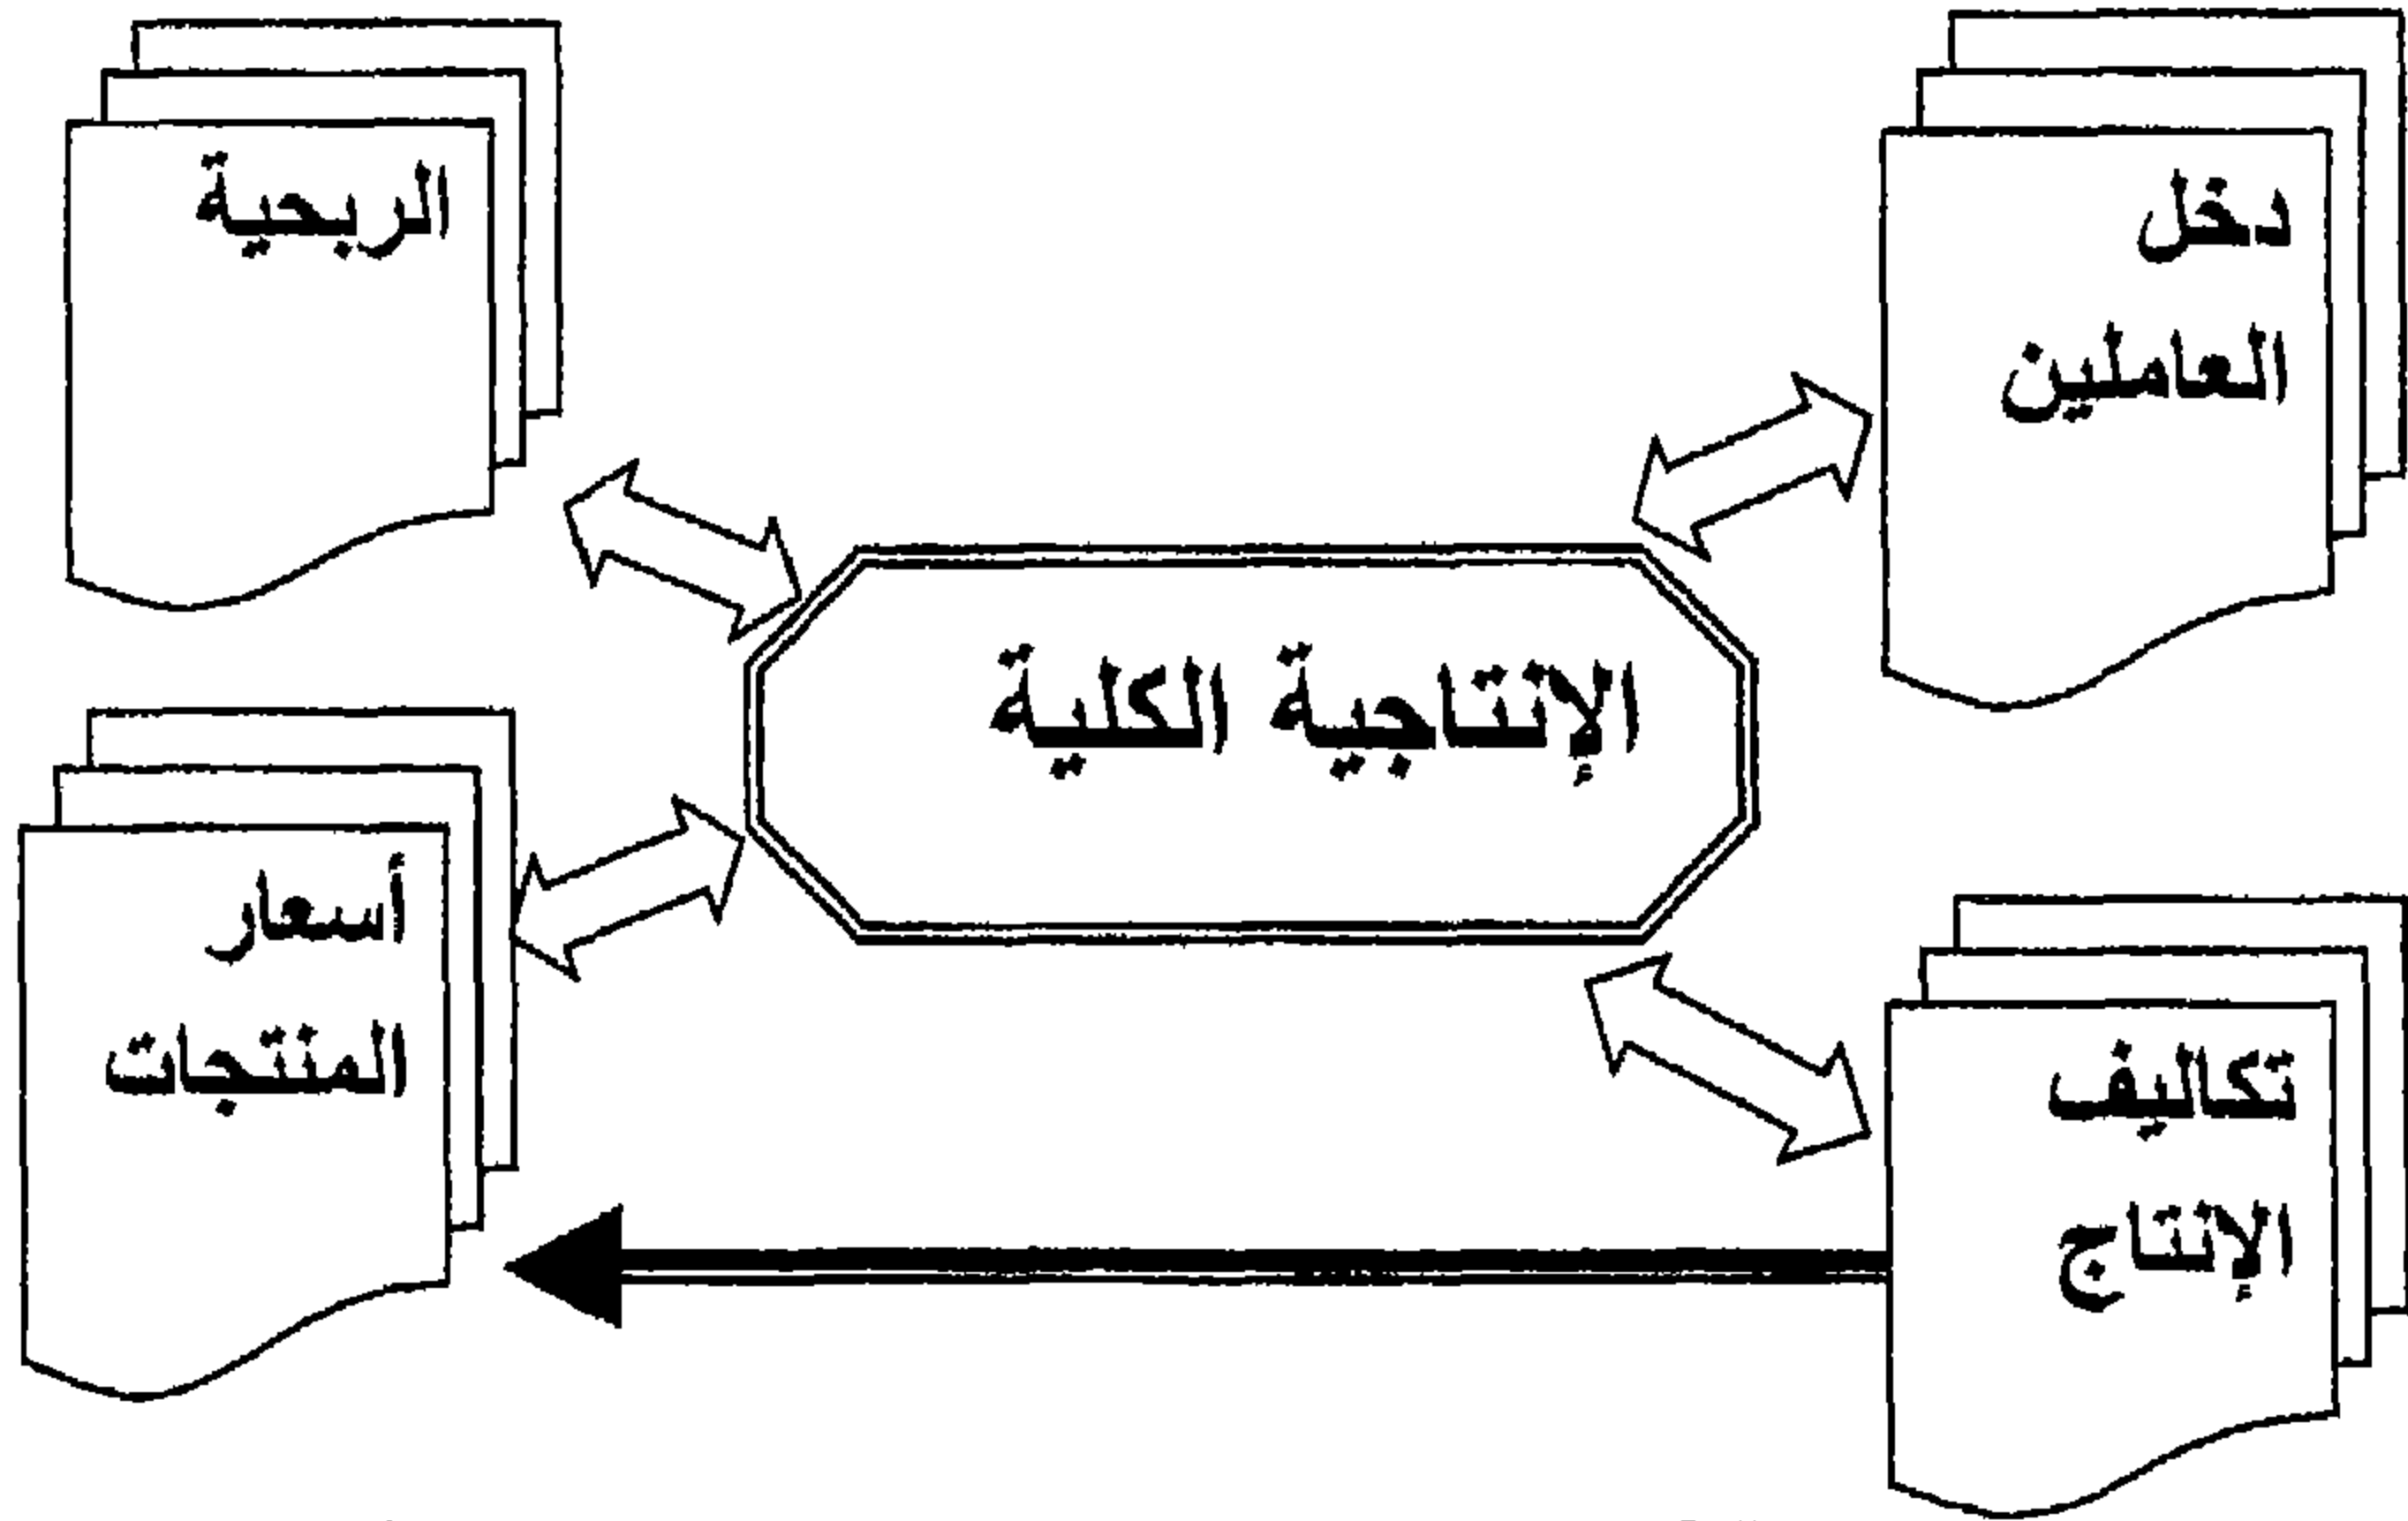 دخل
العاملين
الربحية
الإنتاجية الكلية
أسعار
المنتجات
تكاليف
الإنتاج